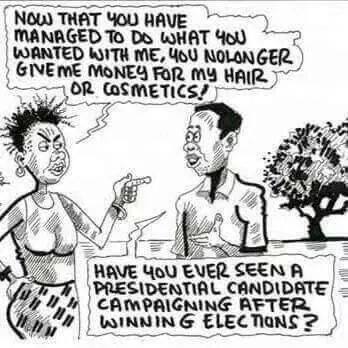 NOW THAT YOU HAVE
MANAGED TO DO WHAT YOU
WANTED WITH ME, YOU NOLONGER
GIVE ME MONEY FOR MY HAIR
OR COSMETICS!
HAVE YOU EVER SEEN A
PRESIDENTIAL CANDIDATE
CAMPAIGNING AFTER
WINNING ELECTIONS?